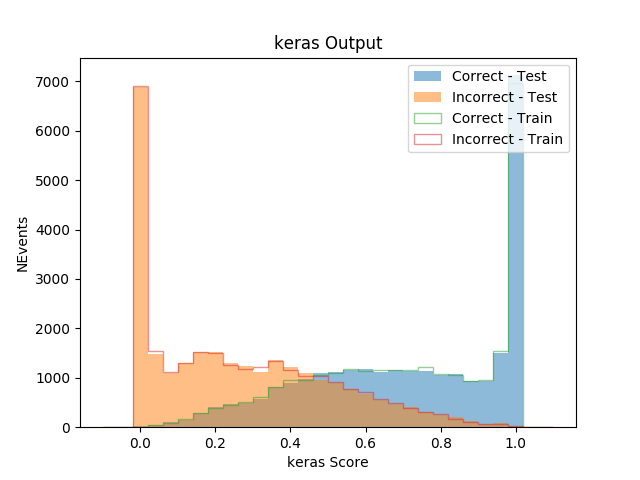 keras Output
7000
6000
5000
4000
3000
2000
1000
0
NEvents
Correct - Test
Incorrect - Test
Correct - Train
Incorrect - Train
0.0 0.2 0.4 0.6 0.8 1.0
keras Score